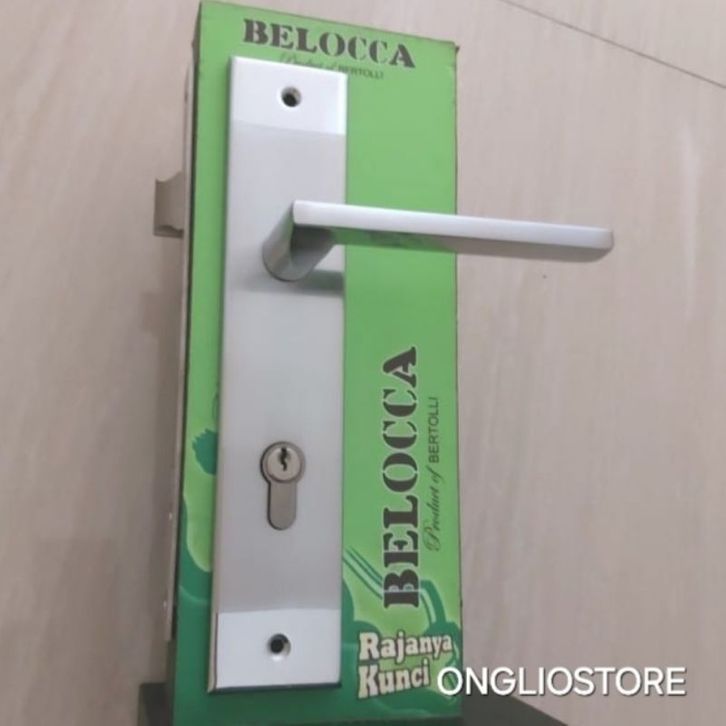 BELOCCA
Product of BERTOLLI
BELOCCA
Product of BERTOLLI
Rajanya
Kunci
ONGLIOSTORE